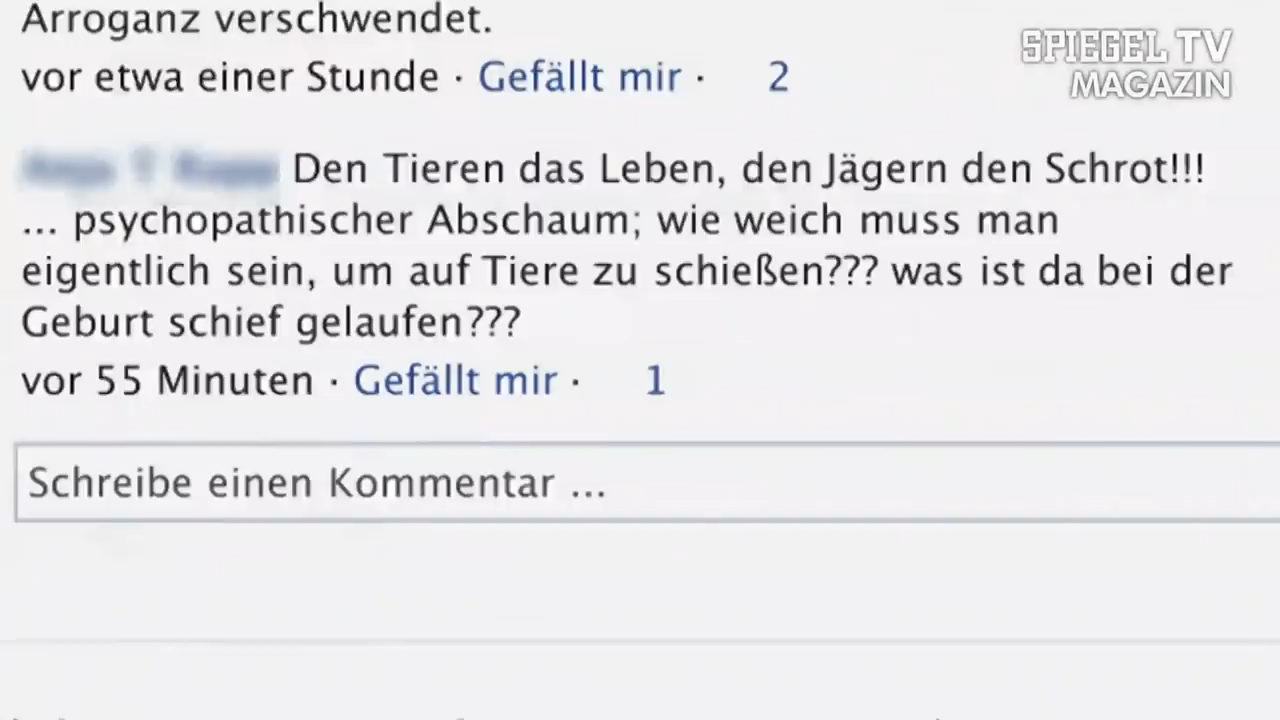 Arroganz verschwendet.
vor etwa einer Stunde · Gefällt mir · 2
SPIEGEL TV
MAGAZIN
Den Tieren das Leben, den Jägern den Schrot!!!
... psychopathischer Abschaum; wie weich muss man
eigentlich sein, um auf Tiere zu schießen??? was ist da bei der
Geburt schief gelaufen???
vor 55 Minuten · Gefällt mir · 1
Schreibe einen Kommentar ...